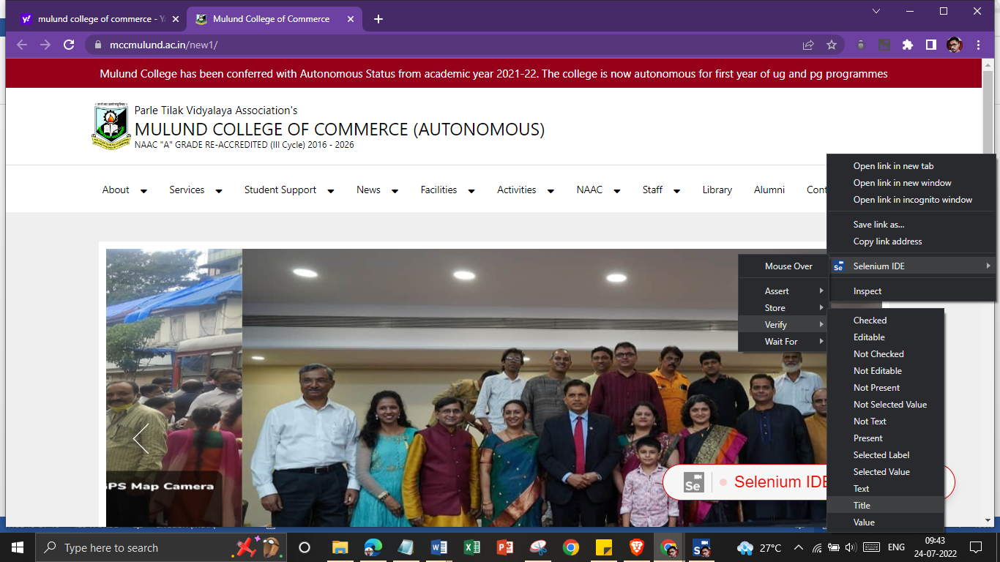 mulund college of commerce - Ya
Mulund College of Commerce
mccmulund.ac.in/new1/
Mulund College has been conferred with Autonomous Status from academic year 2021-22. The college is now autonomous for first year of ug and pg programmes
Parle Tilak Vidyalaya Association's
MULUND COLLEGE OF COMMERCE (AUTONOMOUS)
NAAC "A" GRADE RE-ACCREDITED (III Cycle) 2016 - 2026
About Services Student Support News Facilities Activities NAAC Staff Library Alumni Cont
Open link in new tab
Open link in new window
Open link in incognito window
Save link as...
Copy link address
Se Selenium IDE
Inspect
Mouse Over
Assert
Store
Verify
Wait For
Checked
Editable
Not Checked
Not Editable
Not Present
Not Selected Value
Not Text
Present
Selected Label
Selected Value
Text
Title
Value
GPS Map Camera
Se Selenium IDE
Type here to search
27°C
ENG
09:43
24-07-2022